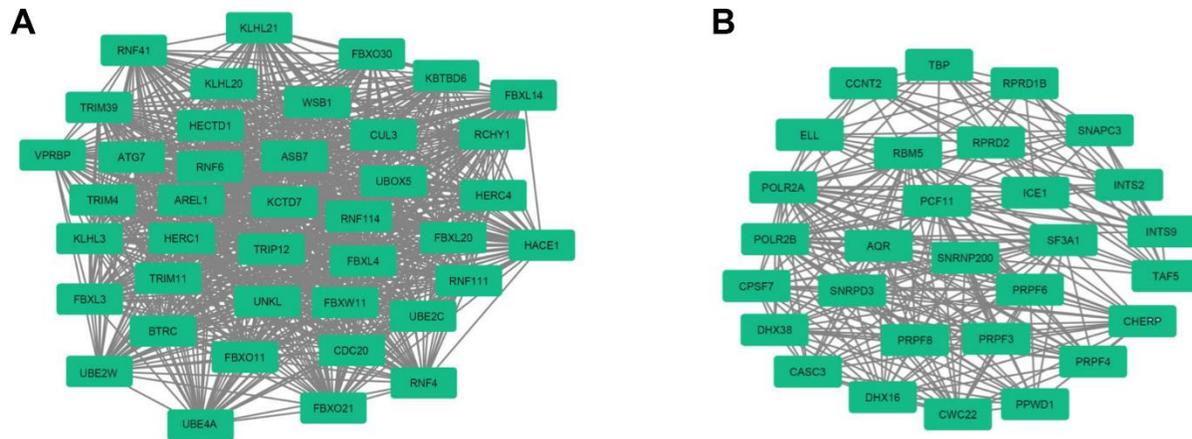 A
KLHL21
RNF41
FBXO30
KLHL20
KBTBD6
WSB1
FBXL14
TRIM39
HECTD1
CUL3
RCHY1
VPRBP
ATG7
RNF6
ASB7
UBOX5
TRIM4
AREL1
KCTD7
HERC4
RNF114
KLHL3
HERC1
TRIP12
FBXL20
HACE1
FBXL4
TRIM11
RNF111
FBXL3
UNKL
FBXW11
UBE2C
BTRC
FBXO11
CDC20
UBE2W
RNF4
FBXO21
UBE4A
B
TBP
CCNT2
RPRD1B
ELL
SNAPC3
RBM5
RPRD2
POLR2A
PCF11
ICE1
INTS2
POLR2B
AQR
SNRNP200
SF3A1
INTS9
TAF5
CPSF7
SNRPD3
PRPF6
CHERP
DHX38
PRPF8
PRPF3
PRPF4
CASC3
DHX16
CWC22
PPWD1